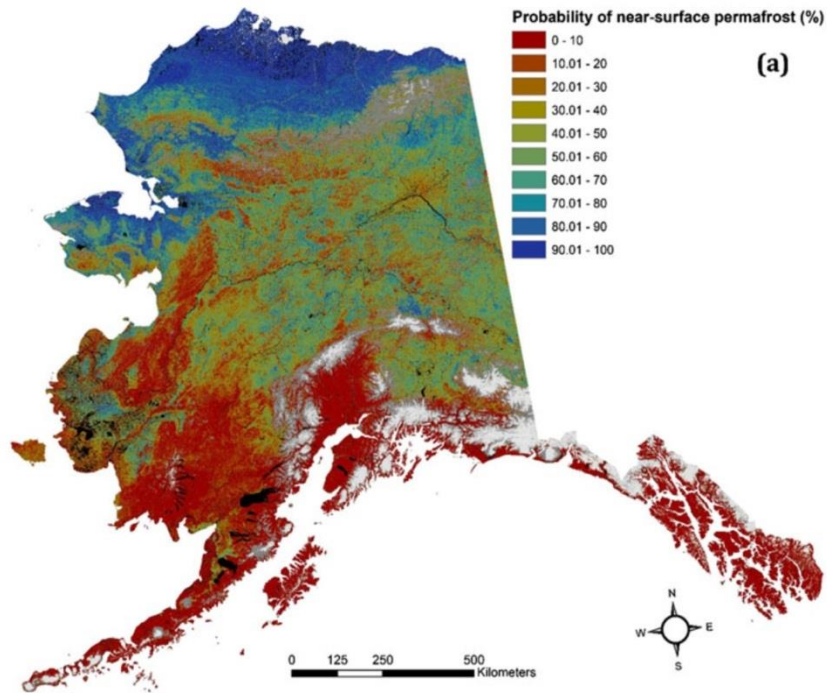 Probability of near-surface permafrost (%)
0 - 10
10.01 - 20
20.01 - 30
30.01 - 40
40.01 - 50
50.01 - 60
60.01 - 70
70.01 - 80
80.01 - 90
90.01 - 100
(a)
N
W E
S
0 125 250 500
Kilometers